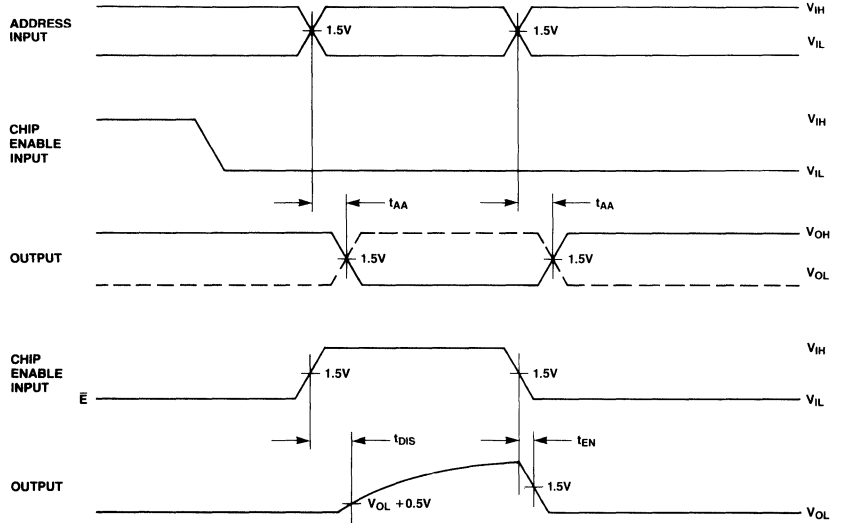 ADDRESS
INPUT
1.5V
1.5V
VIH
VIL
CHIP
ENABLE
INPUT
VIH
VIL
tAA
tAA
OUTPUT
1.5V
1.5V
VOH
VOL
CHIP
ENABLE
INPUT
E̅
1.5V
1.5V
VIH
VIL
tDIS
tEN
OUTPUT
VOL +0.5V
1.5V
VOL